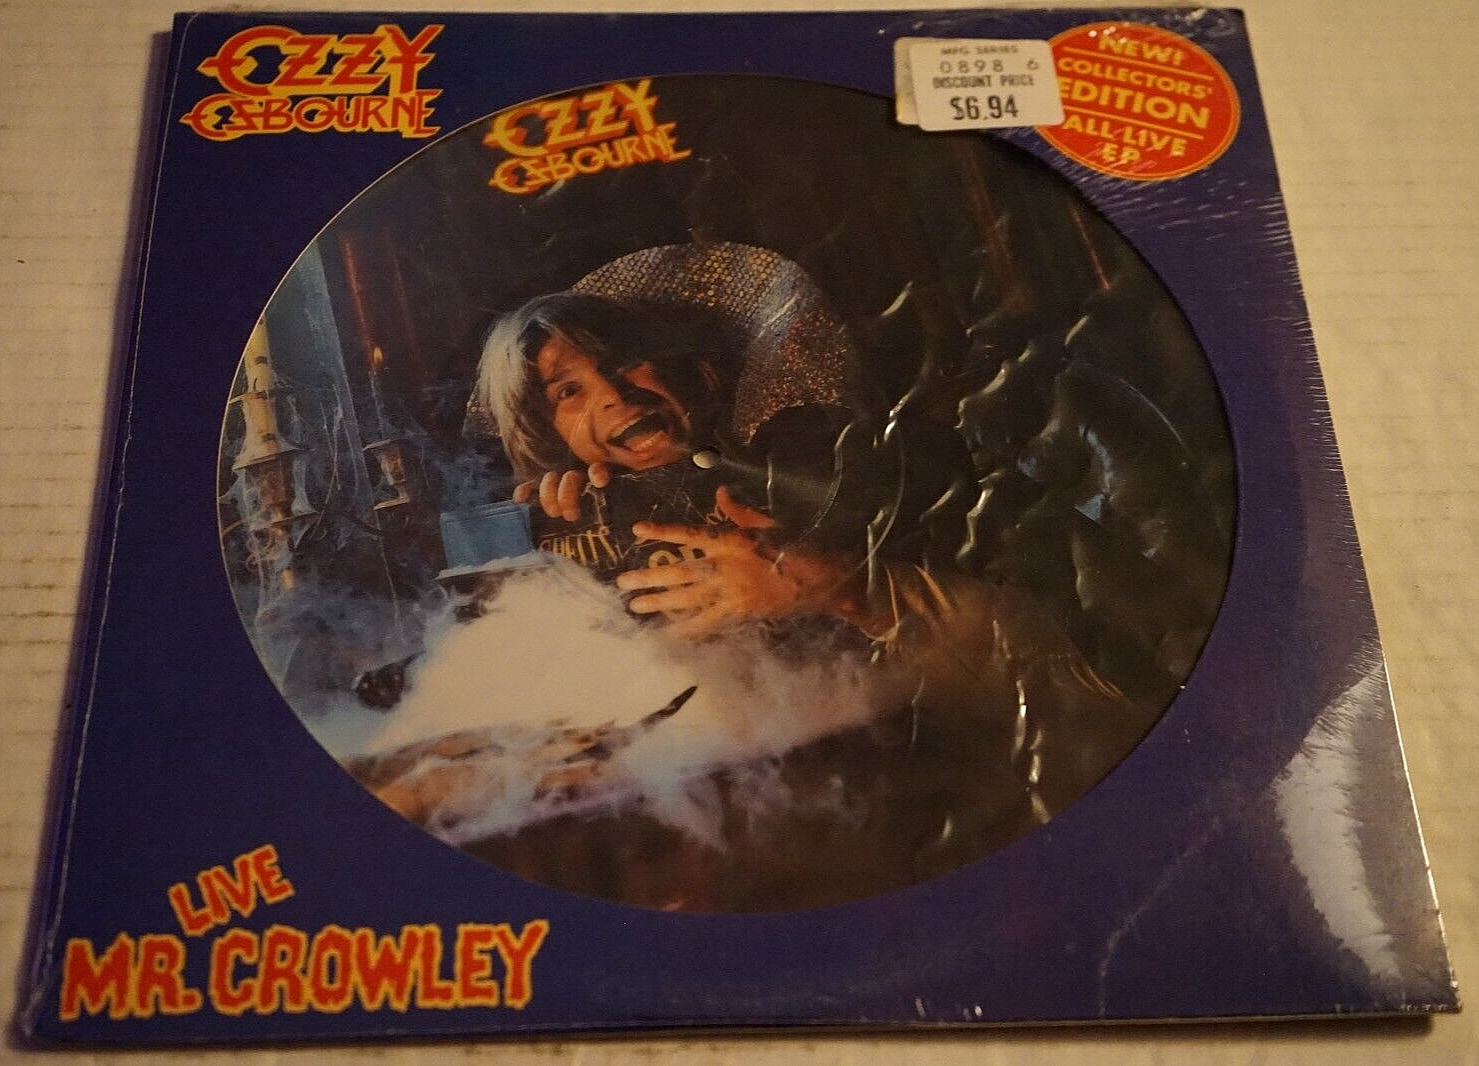 OZZY
OSBOURNE
OZZY
OSBOURNE
MFG SERIES
0898 6
DISCOUNT PRICE
$6.94
NEW!
COLLECTORS'
EDITION
ALL LIVE
EP
LIVE
MR. CROWLEY